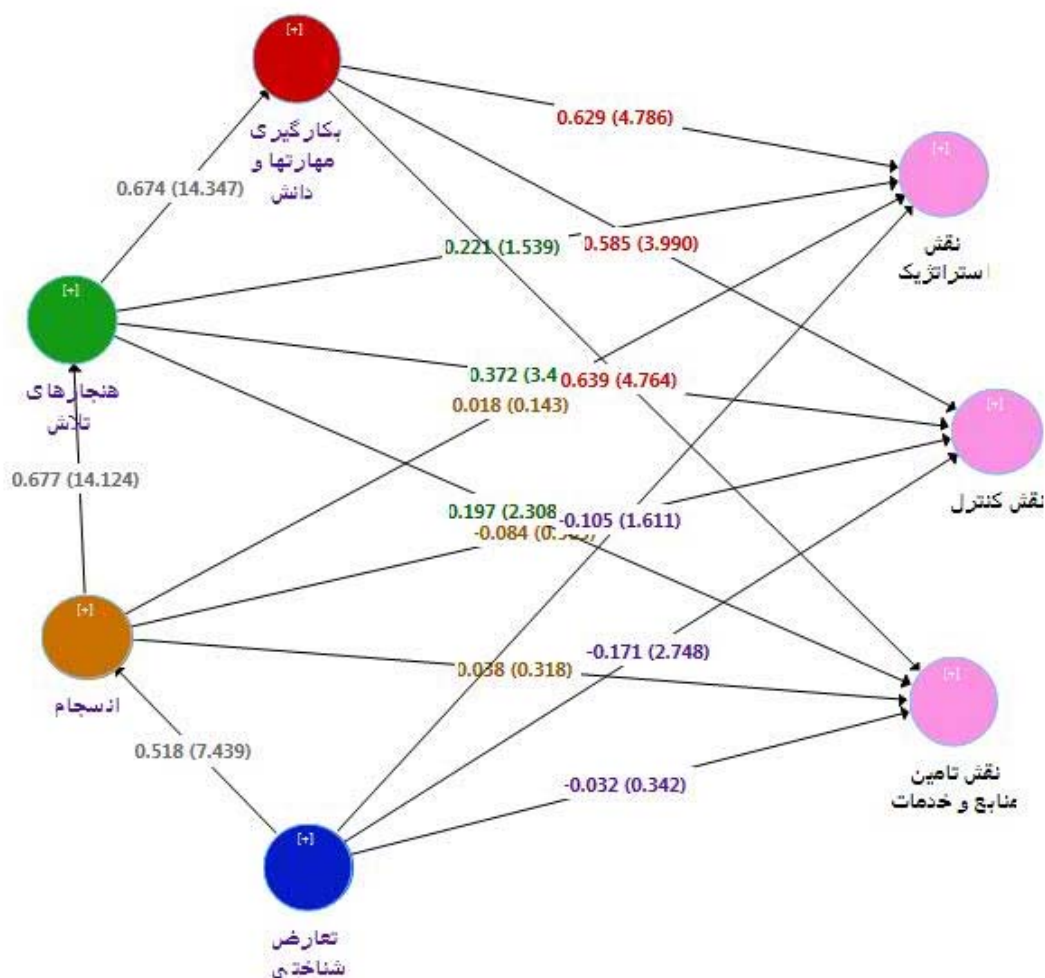 [+]
بکارگیری
مهارتها و
دانش
0.629 (4.786)
[+]
نقش
استراتژیک
0.674 (14.347)
0.585 (3.990)
0.221 (1.539)
[+]
هنجارهای
تلاش
0.372 (3.4
0.639 (4.764)
0.018 (0.143)
[+]
نقش کنترل
0.677 (14.124)
0.197 (2.308
-0.105 (1.611)
-0.084 (0.
[+]
انسجام
-0.171 (2.748)
0.038 (0.318)
[+]
نقش تامین
منابع و خدمات
0.518 (7.439)
-0.032 (0.342)
[+]
تعارض
شناختی